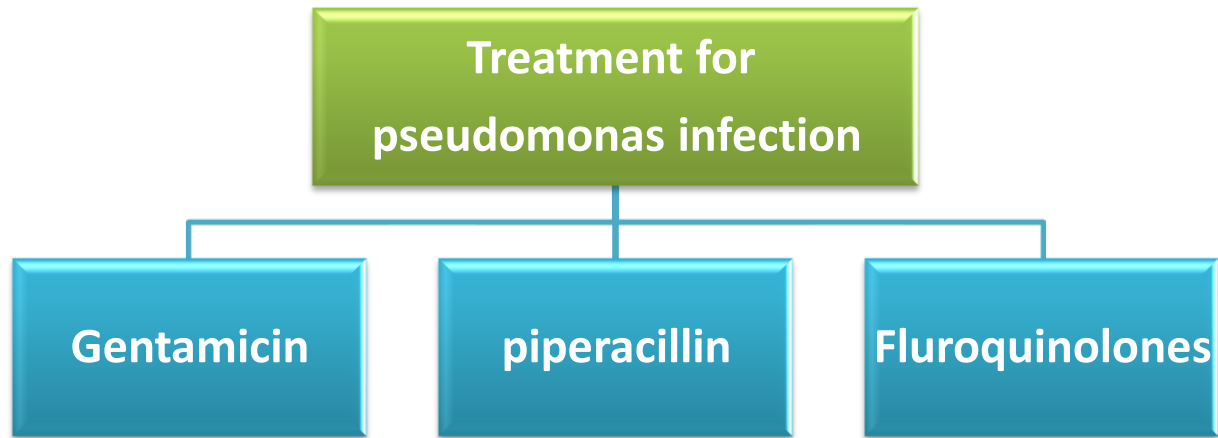 Treatment for
pseudomonas infection
Gentamicin
piperacillin
Fluroquinolones